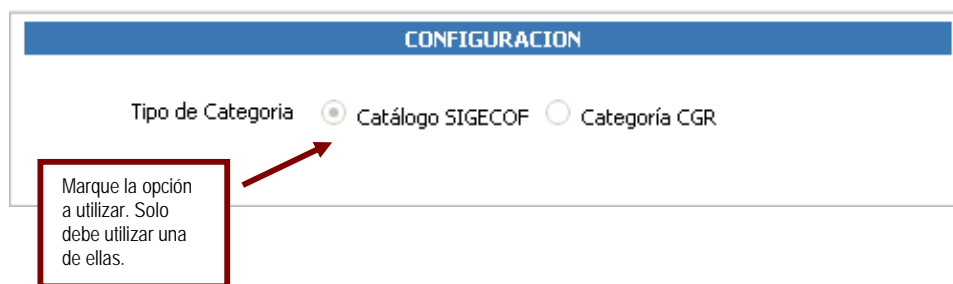 CONFIGURACION
Tipo de Categoria Catálogo SIGECOF Categoría CGR
Marque la opción
a utilizar. Solo
debe utilizar una
de ellas.